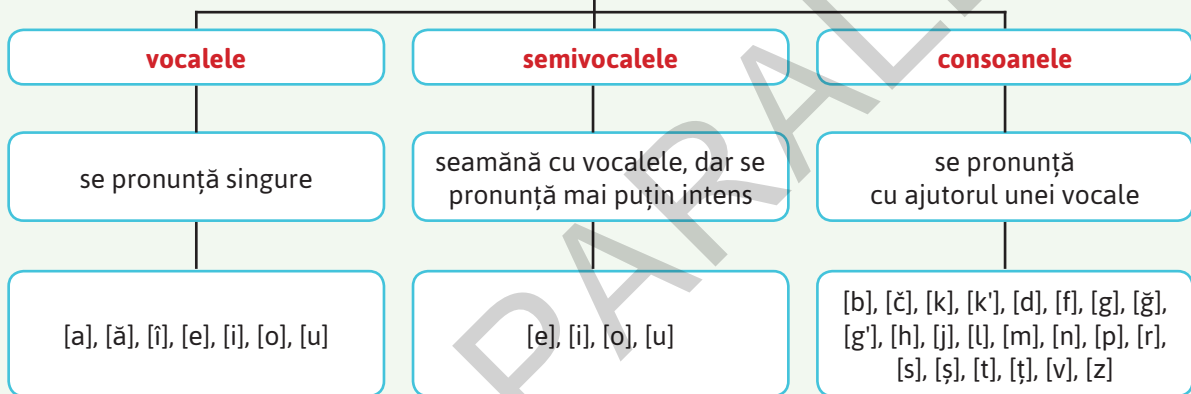 vocalele
semivocalele
consoanele
se pronunță singure
seamănă cu vocalele, dar se
pronunță mai puțin intens
se pronunță
cu ajutorul unei vocale
[a], [ă], [î], [e], [i], [o], [u]
[e], [i], [o], [u]
[b], [č], [k], [k'], [d], [f], [g], [ğ],
[g'], [h], [j], [l], [m], [n], [p], [r],
[s], [ș], [t], [ț], [v], [z]
PARAL